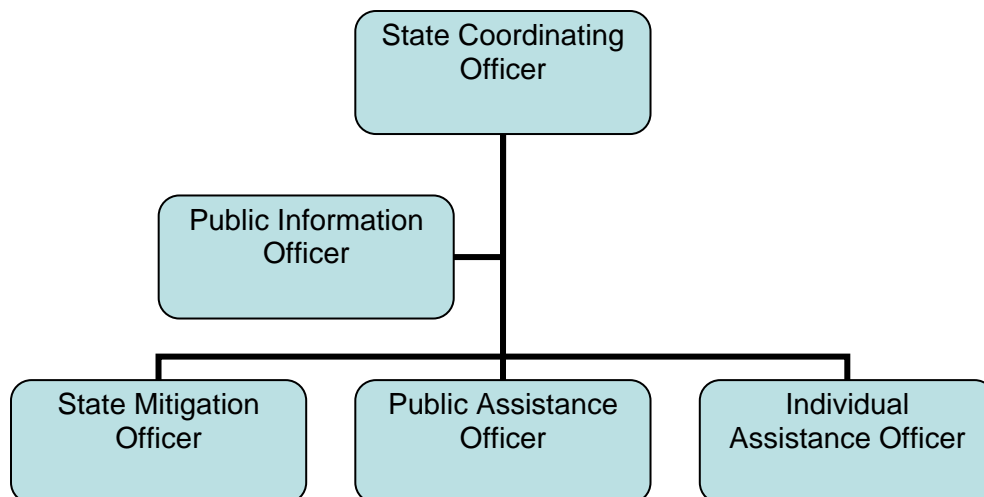 State Coordinating
Officer
Public Information
Officer
State Mitigation
Officer
Public Assistance
Officer
Individual
Assistance Officer